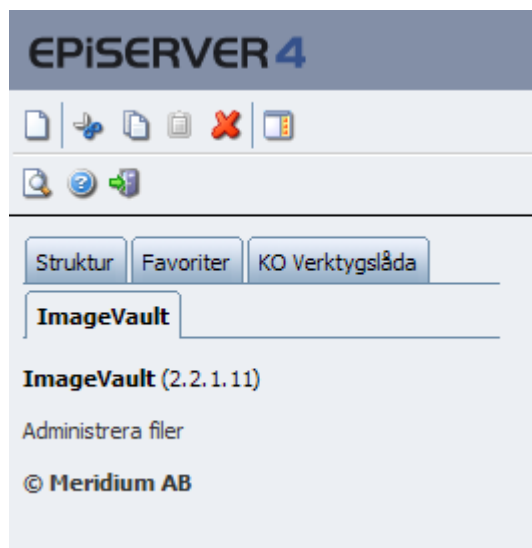 EPiSERVER 4
Struktur Favoriter KO Verktygslåda
ImageVault
ImageVault (2.2.1.11)
Administrera filer
© Meridium AB